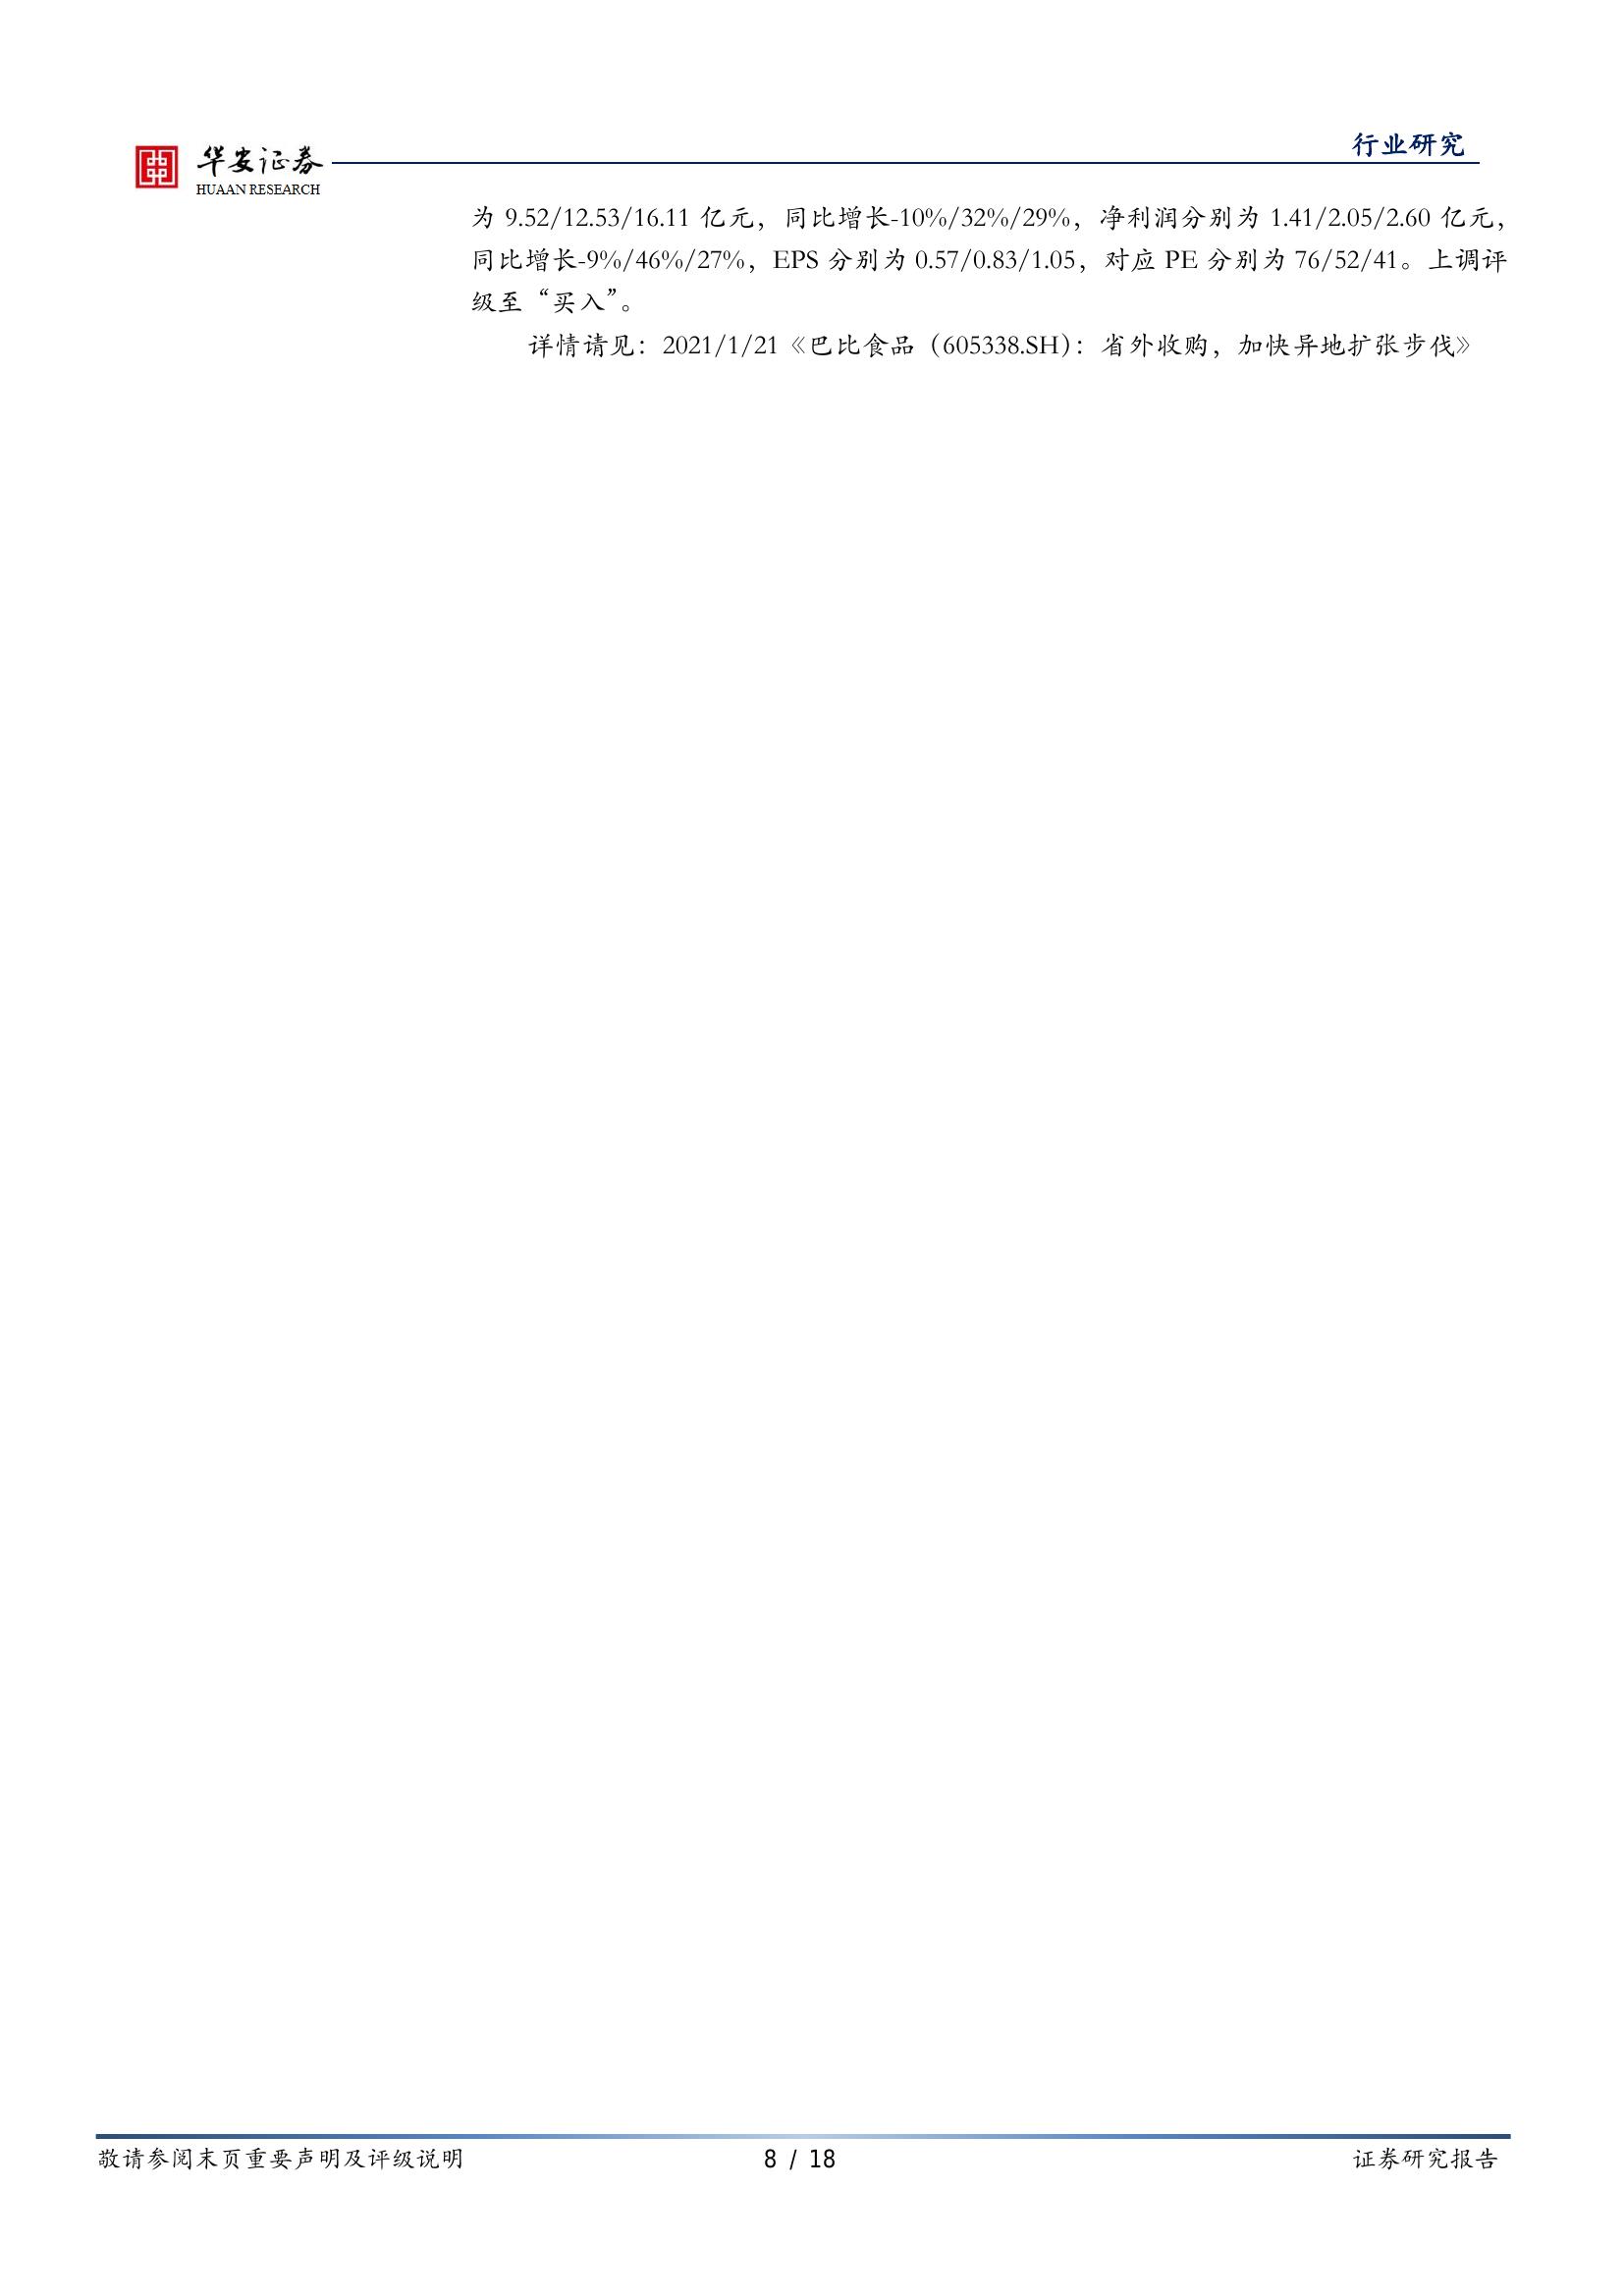 行业研究
华安证券
HUAAN RESEARCH
为 9.52/12.53/16.11 亿元，同比增长-10%/32%/29%，净利润分别为 1.41/2.05/2.60 亿元，
同比增长-9%/46%/27%，EPS 分别为 0.57/0.83/1.05，对应 PE 分别为 76/52/41。上调评
级至“买入”。
详情请见：2021/1/21《巴比食品（605338.SH）：省外收购，加快异地扩张步伐》
敬请参阅末页重要声明及评级说明
8 / 18
证券研究报告